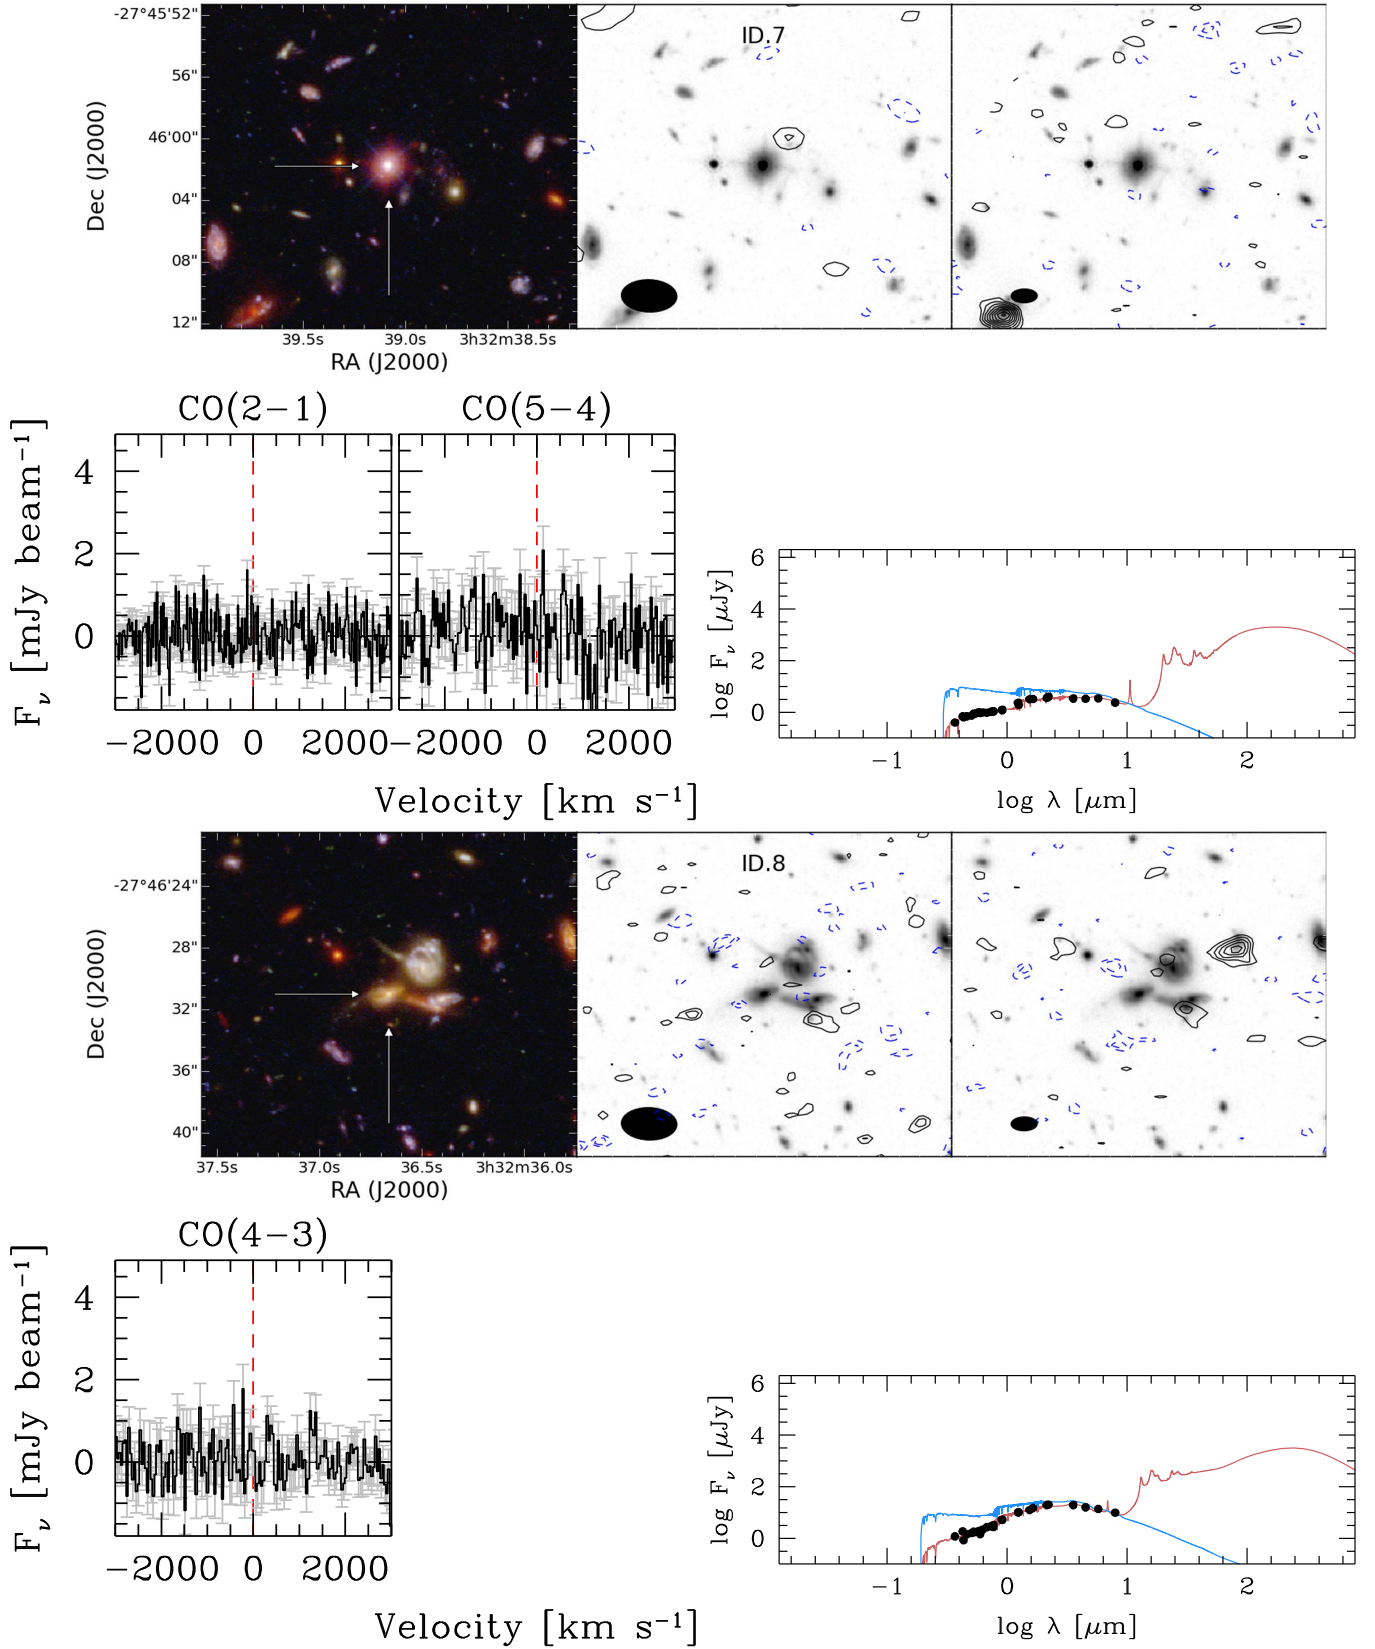 -27°45'52"
56"
46'00"
04"
08"
12"
Dec (J2000)
39.5s
39.0s
3h32m38.5s
RA (J2000)
ID.7
CO(2−1)
CO(5−4)
4
2
0
F𝜈 [mJy beam⁻¹]
−2000
0
2000
−2000
0
2000
Velocity [km s⁻¹]
6
4
2
0
log F𝜈 [μJy]
−1
0
1
2
log λ [μm]
-27°46'24"
28"
32"
36"
40"
Dec (J2000)
37.5s
37.0s
36.5s
3h32m36.0s
RA (J2000)
ID.8
CO(4−3)
4
2
0
F𝜈 [mJy beam⁻¹]
−2000
0
2000
Velocity [km s⁻¹]
6
4
2
0
log F𝜈 [μJy]
−1
0
1
2
log λ [μm]